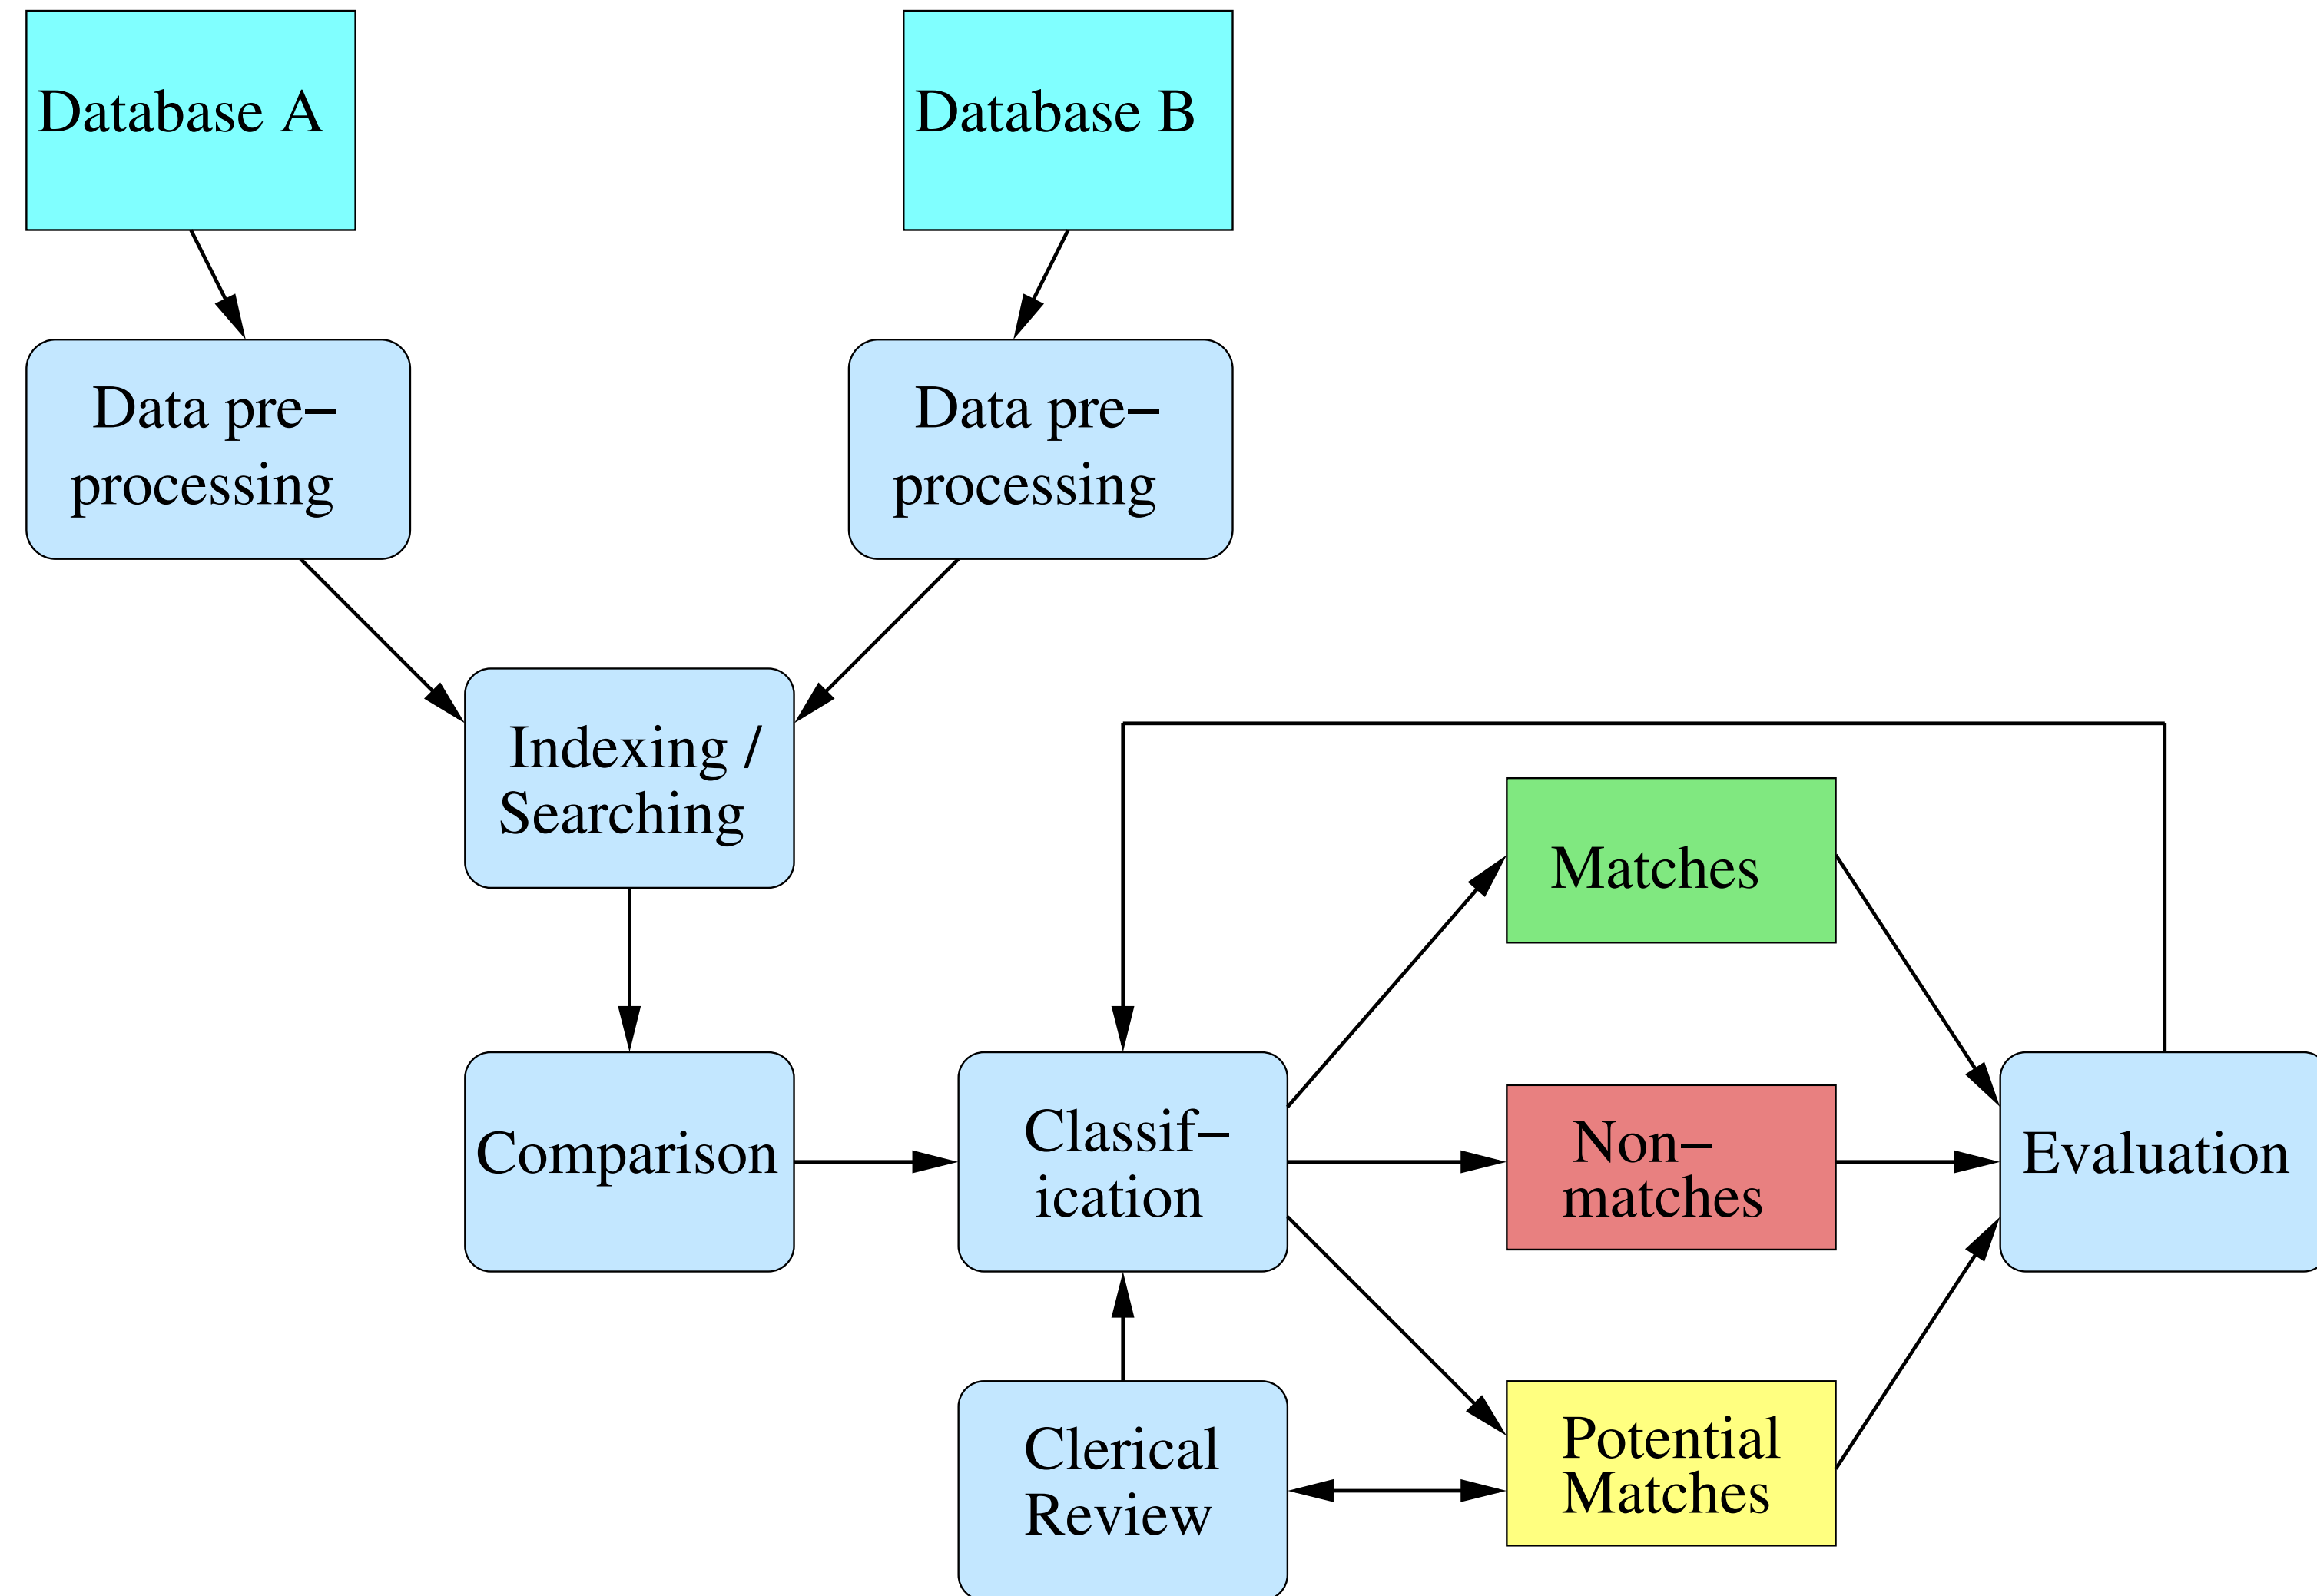 Database A
Database B
Data pre–
processing
Data pre–
processing
Indexing /
Searching
Matches
Comparison
Classif–
ication
Non–
matches
Evaluation
Clerical
Review
Potential
Matches